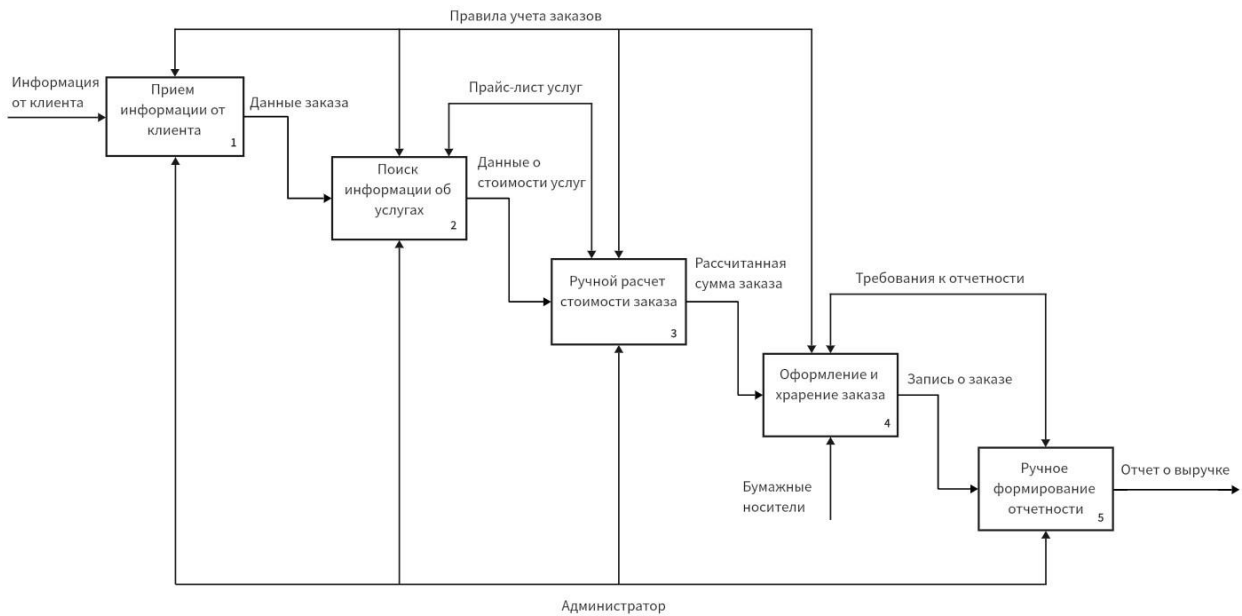 Правила учета заказов
Информация
от клиента
Прием
информации от
клиента
1
Данные заказа
Прайс-лист услуг
Поиск
информации об
услугах
2
Данные о
стоимости услуг
Ручной расчет
стоимости заказа
3
Рассчитанная
сумма заказа
Требования к отчетности
Оформление и
храрение заказа
4
Запись о заказе
Бумажные
носители
Ручное
формирование
отчетности
5
Отчет о выручке
Администратор